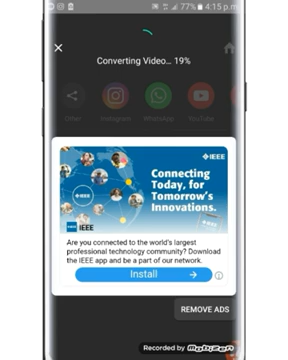 77% 4:15 p.m.
Converting Video... 19%
Other
Instagram
WhatsApp
YouTube
IEEE
Connecting
Today, for
Tomorrow's
Innovations.
IEEE
IEEE
Are you connected to the world's largest
professional technology community? Download
the IEEE app and be a part of our network.
Install
REMOVE ADS
Recorded by Mobizen